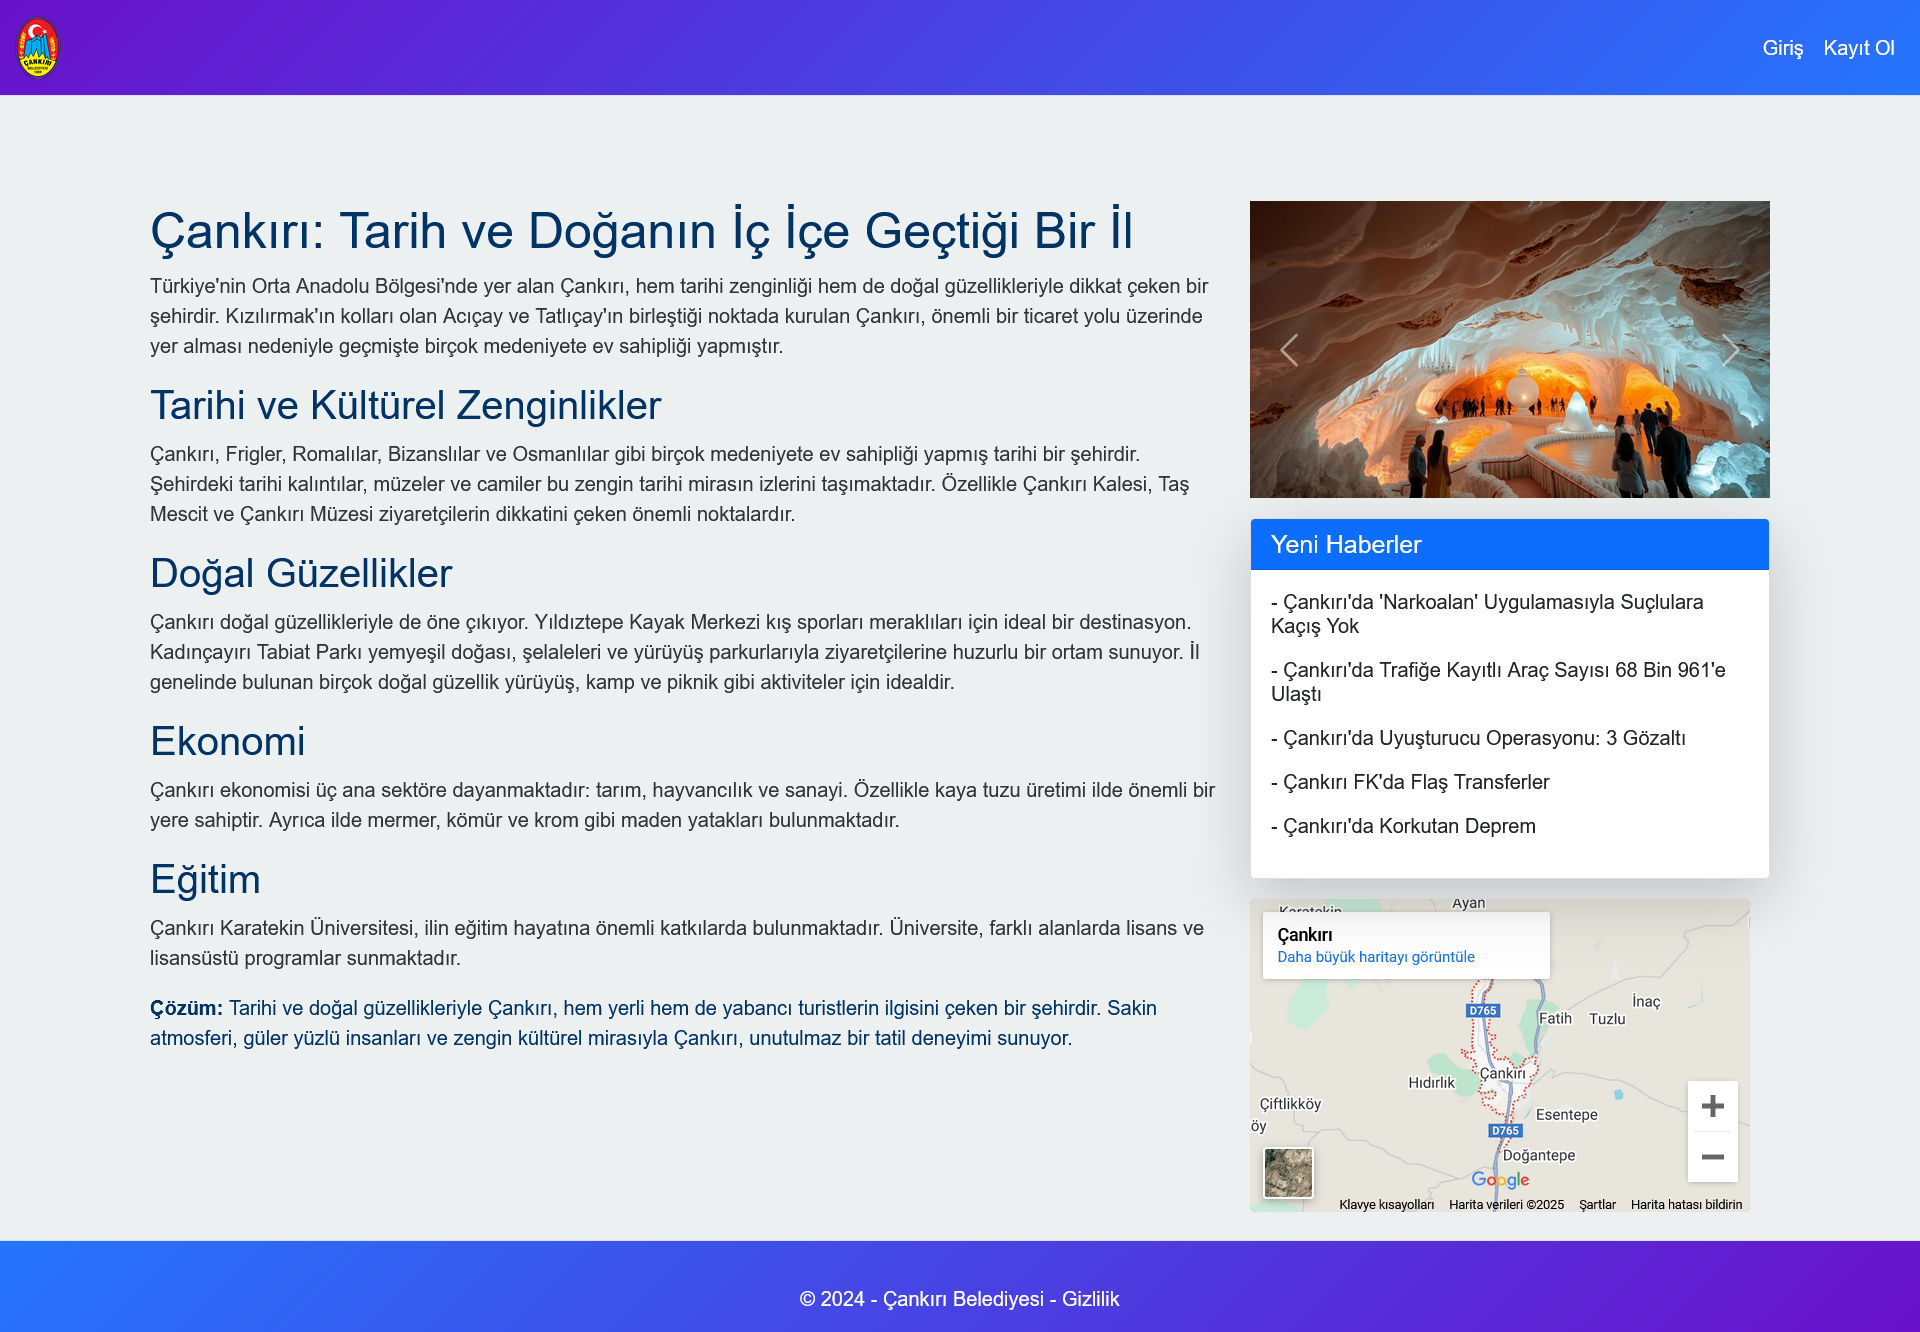 ÇANKIRI
BELEDİYESİ
Giriş
Kayıt Ol
Çankırı: Tarih ve Doğanın İç İçe Geçtiği Bir İl
Türkiye'nin Orta Anadolu Bölgesi'nde yer alan Çankırı, hem tarihi zenginliği hem de doğal güzellikleriyle dikkat çeken bir
şehirdir. Kızılırmak'ın kolları olan Acıçay ve Tatlıçay'ın birleştiği noktada kurulan Çankırı, önemli bir ticaret yolu üzerinde
yer alması nedeniyle geçmişte birçok medeniyete ev sahipliği yapmıştır.
Tarihi ve Kültürel Zenginlikler
Çankırı, Frigler, Romalılar, Bizanslılar ve Osmanlılar gibi birçok medeniyete ev sahipliği yapmış tarihi bir şehirdir.
Şehirdeki tarihi kalıntılar, müzeler ve camiler bu zengin tarihi mirasın izlerini taşımaktadır. Özellikle Çankırı Kalesi, Taş
Mescit ve Çankırı Müzesi ziyaretçilerin dikkatini çeken önemli noktalardır.
Doğal Güzellikler
Çankırı doğal güzellikleriyle de öne çıkıyor. Yıldıztepe Kayak Merkezi kış sporları meraklıları için ideal bir destinasyon.
Kadınçayırı Tabiat Parkı yemyeşil doğası, şelaleleri ve yürüyüş parkurlarıyla ziyaretçilerine huzurlu bir ortam sunuyor. İl
genelinde bulunan birçok doğal güzellik yürüyüş, kamp ve piknik gibi aktiviteler için idealdir.
Ekonomi
Çankırı ekonomisi üç ana sektöre dayanmaktadır: tarım, hayvancılık ve sanayi. Özellikle kaya tuzu üretimi ilde önemli bir
yere sahiptir. Ayrıca ilde mermer, kömür ve krom gibi maden yatakları bulunmaktadır.
Eğitim
Çankırı Karatekin Üniversitesi, ilin eğitim hayatına önemli katkılarda bulunmaktadır. Üniversite, farklı alanlarda lisans ve
lisansüstü programlar sunmaktadır.
Çözüm: Tarihi ve doğal güzellikleriyle Çankırı, hem yerli hem de yabancı turistlerin ilgisini çeken bir şehirdir. Sakin
atmosferi, güler yüzlü insanları ve zengin kültürel mirasıyla Çankırı, unutulmaz bir tatil deneyimi sunuyor.
Yeni Haberler
- Çankırı'da 'Narkoalan' Uygulamasıyla Suçlulara
Kaçış Yok
- Çankırı'da Trafiğe Kayıtlı Araç Sayısı 68 Bin 961'e
Ulaştı
- Çankırı'da Uyuşturucu Operasyonu: 3 Gözaltı
- Çankırı FK'da Flaş Transferler
- Çankırı'da Korkutan Deprem
Ayan
Karatekin
Çankırı
Daha büyük haritayı görüntüle
İnaç
D765
Fatih
Tuzlu
Çankırı
Hıdırlık
Çiftlikköy
Esentepe
öy
D765
Doğantepe
Google
Klavye kısayolları
Harita verileri ©2025
Şartlar
Harita hatası bildirin
© 2024 - Çankırı Belediyesi - Gizlilik